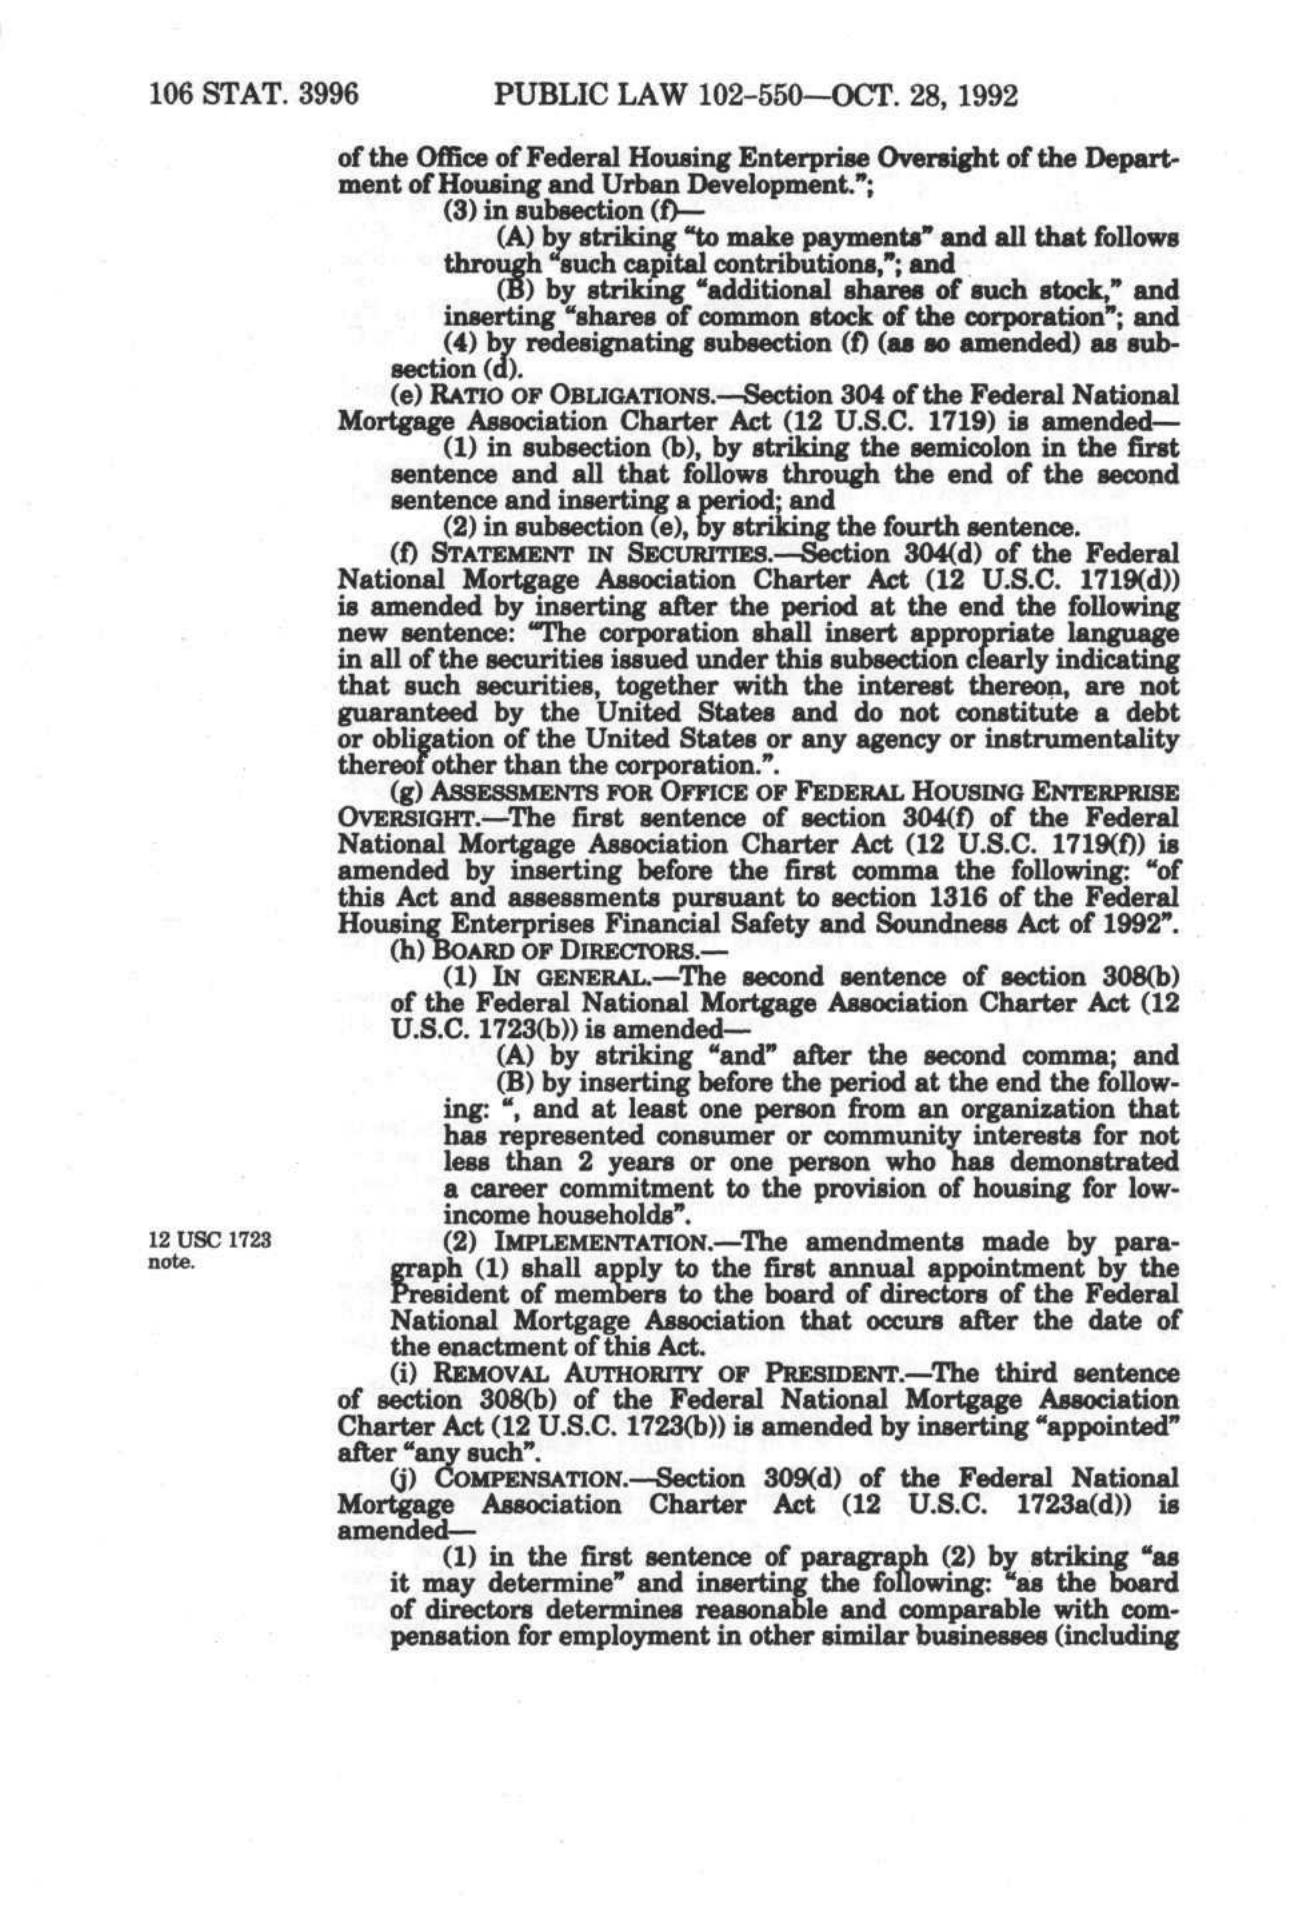 106 STAT. 3996 PUBLIC LAW 102-550—OCT. 28, 1992
of the Office of Federal Housing Enterprise Oversight of the Depart-
ment of Housing and Urban Development.";
(3) in subsection (f)—
(A) by striking "to make payments" and all that follows
through "such capital contributions,"; and
(B) by striking "additional shares of such stock," and
inserting "shares of common stock of the corporation"; and
(4) by redesignating subsection (f) (as so amended) as sub-
section (d).
(e) RATIO OF OBLIGATIONS.—Section 304 of the Federal National
Mortgage Association Charter Act (12 U.S.C. 1719) is amended—
(1) in subsection (b), by striking the semicolon in the first
sentence and all that follows through the end of the second
sentence and inserting a period; and
(2) in subsection (e), by striking the fourth sentence.
(f) STATEMENT IN SECURITIES.—Section 304(d) of the Federal
National Mortgage Association Charter Act (12 U.S.C. 1719(d))
is amended by inserting after the period at the end the following
new sentence: "The corporation shall insert appropriate language
in all of the securities issued under this subsection clearly indicating
that such securities, together with the interest thereon, are not
guaranteed by the United States and do not constitute a debt
or obligation of the United States or any agency or instrumentality
thereof other than the corporation.".
(g) ASSESSMENTS FOR OFFICE OF FEDERAL HOUSING ENTERPRISE
OVERSIGHT.—The first sentence of section 304(f) of the Federal
National Mortgage Association Charter Act (12 U.S.C. 1719(f)) is
amended by inserting before the first comma the following: "of
this Act and assessments pursuant to section 1316 of the Federal
Housing Enterprises Financial Safety and Soundness Act of 1992".
(h) BOARD OF DIRECTORS.—
(1) IN GENERAL.—The second sentence of section 308(b)
of the Federal National Mortgage Association Charter Act (12
U.S.C. 1723(b)) is amended—
(A) by striking "and" after the second comma; and
(B) by inserting before the period at the end the follow-
ing: ", and at least one person from an organization that
has represented consumer or community interests for not
less than 2 years or one person who has demonstrated
a career commitment to the provision of housing for low-
income households".
12 USC 1723
note.
(2) IMPLEMENTATION.—The amendments made by para-
graph (1) shall apply to the first annual appointment by the
President of members to the board of directors of the Federal
National Mortgage Association that occurs after the date of
the enactment of this Act.
(i) REMOVAL AUTHORITY OF PRESIDENT.—The third sentence
of section 308(b) of the Federal National Mortgage Association
Charter Act (12 U.S.C. 1723(b)) is amended by inserting "appointed"
after "any such".
(j) COMPENSATION.—Section 309(d) of the Federal National
Mortgage Association Charter Act (12 U.S.C. 1723a(d)) is
amended—
(1) in the first sentence of paragraph (2) by striking "as
it may determine" and inserting the following: "as the board
of directors determines reasonable and comparable with com-
pensation for employment in other similar businesses (including